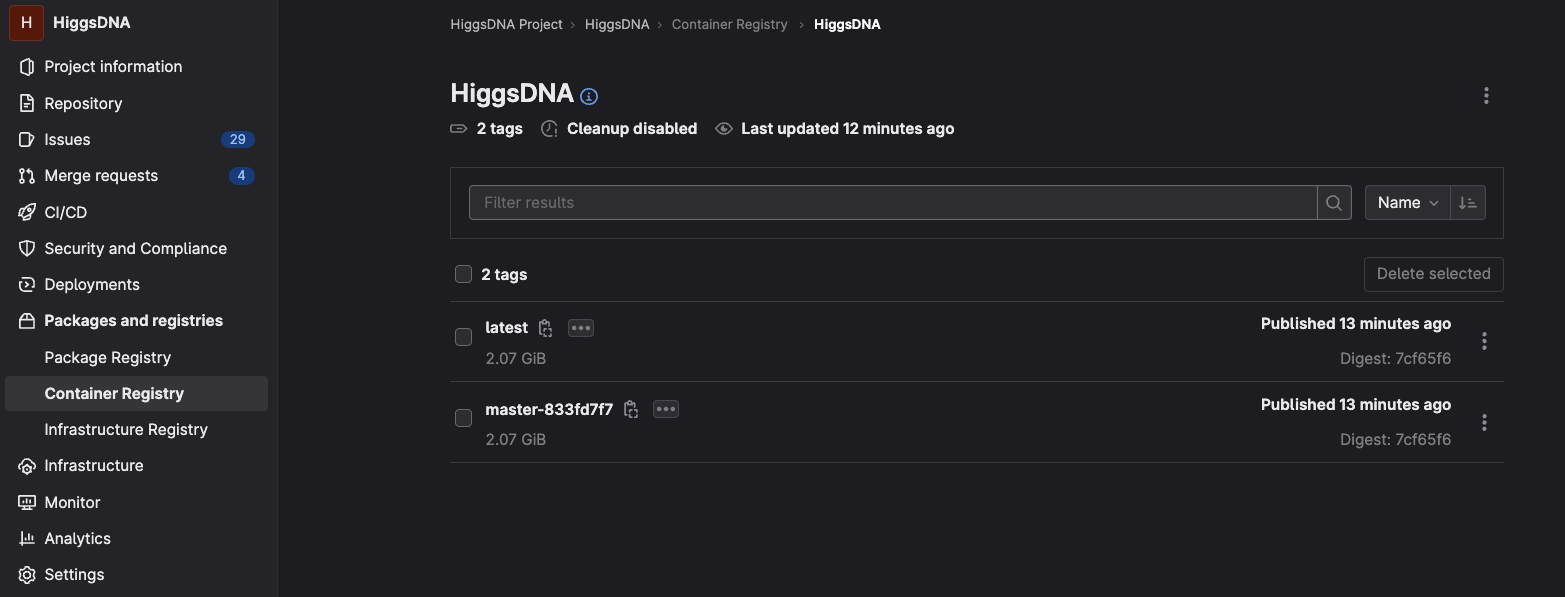 H HiggsDNA
Project information
Repository
Issues 29
Merge requests 4
CI/CD
Security and Compliance
Deployments
Packages and registries
Package Registry
Container Registry
Infrastructure Registry
Infrastructure
Monitor
Analytics
Settings
HiggsDNA Project › HiggsDNA › Container Registry › HiggsDNA
HiggsDNA
2 tags Cleanup disabled Last updated 12 minutes ago
Filter results Name
2 tags Delete selected
latest Published 13 minutes ago
2.07 GiB Digest: 7cf65f6
master-833fd7f7 Published 13 minutes ago
2.07 GiB Digest: 7cf65f6